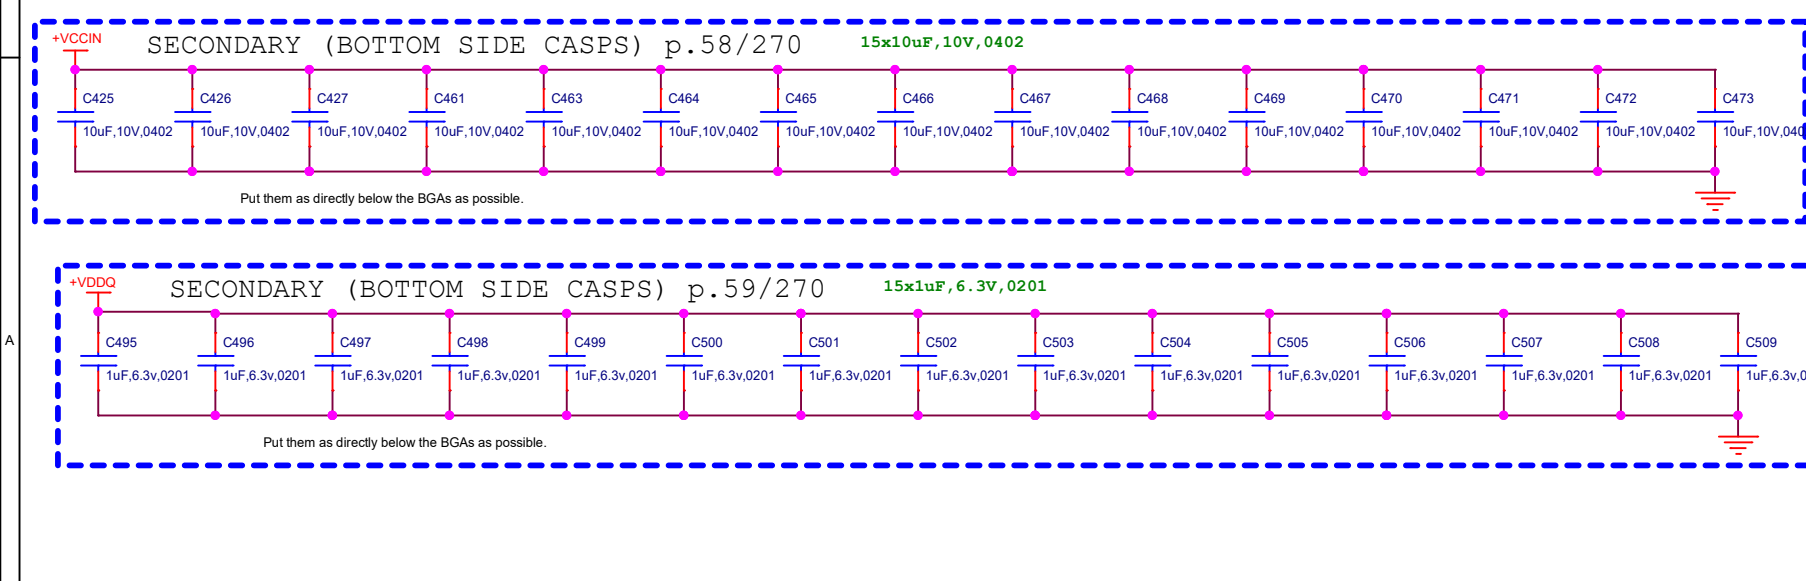 +VCCIN
SECONDARY (BOTTOM SIDE CASPS) p.58/270
15x10uF,10V,0402
C425 C426 C427 C461 C463 C464 C465 C466 C467 C468 C469 C470 C471 C472 C473
10uF,10V,0402 10uF,10V,0402 10uF,10V,0402 10uF,10V,0402 10uF,10V,0402 10uF,10V,0402 10uF,10V,0402 10uF,10V,0402 10uF,10V,0402 10uF,10V,0402 10uF,10V,0402 10uF,10V,0402 10uF,10V,0402 10uF,10V,0402 10uF,10V,040
Put them as directly below the BGAs as possible.
+VDDQ
SECONDARY (BOTTOM SIDE CASPS) p.59/270
15x1uF,6.3V,0201
A
C495 C496 C497 C498 C499 C500 C501 C502 C503 C504 C505 C506 C507 C508 C509
1uF,6.3v,0201 1uF,6.3v,0201 1uF,6.3v,0201 1uF,6.3v,0201 1uF,6.3v,0201 1uF,6.3v,0201 1uF,6.3v,0201 1uF,6.3v,0201 1uF,6.3v,0201 1uF,6.3v,0201 1uF,6.3v,0201 1uF,6.3v,0201 1uF,6.3v,0201 1uF,6.3v,0201 1uF,6.3v,0
Put them as directly below the BGAs as possible.